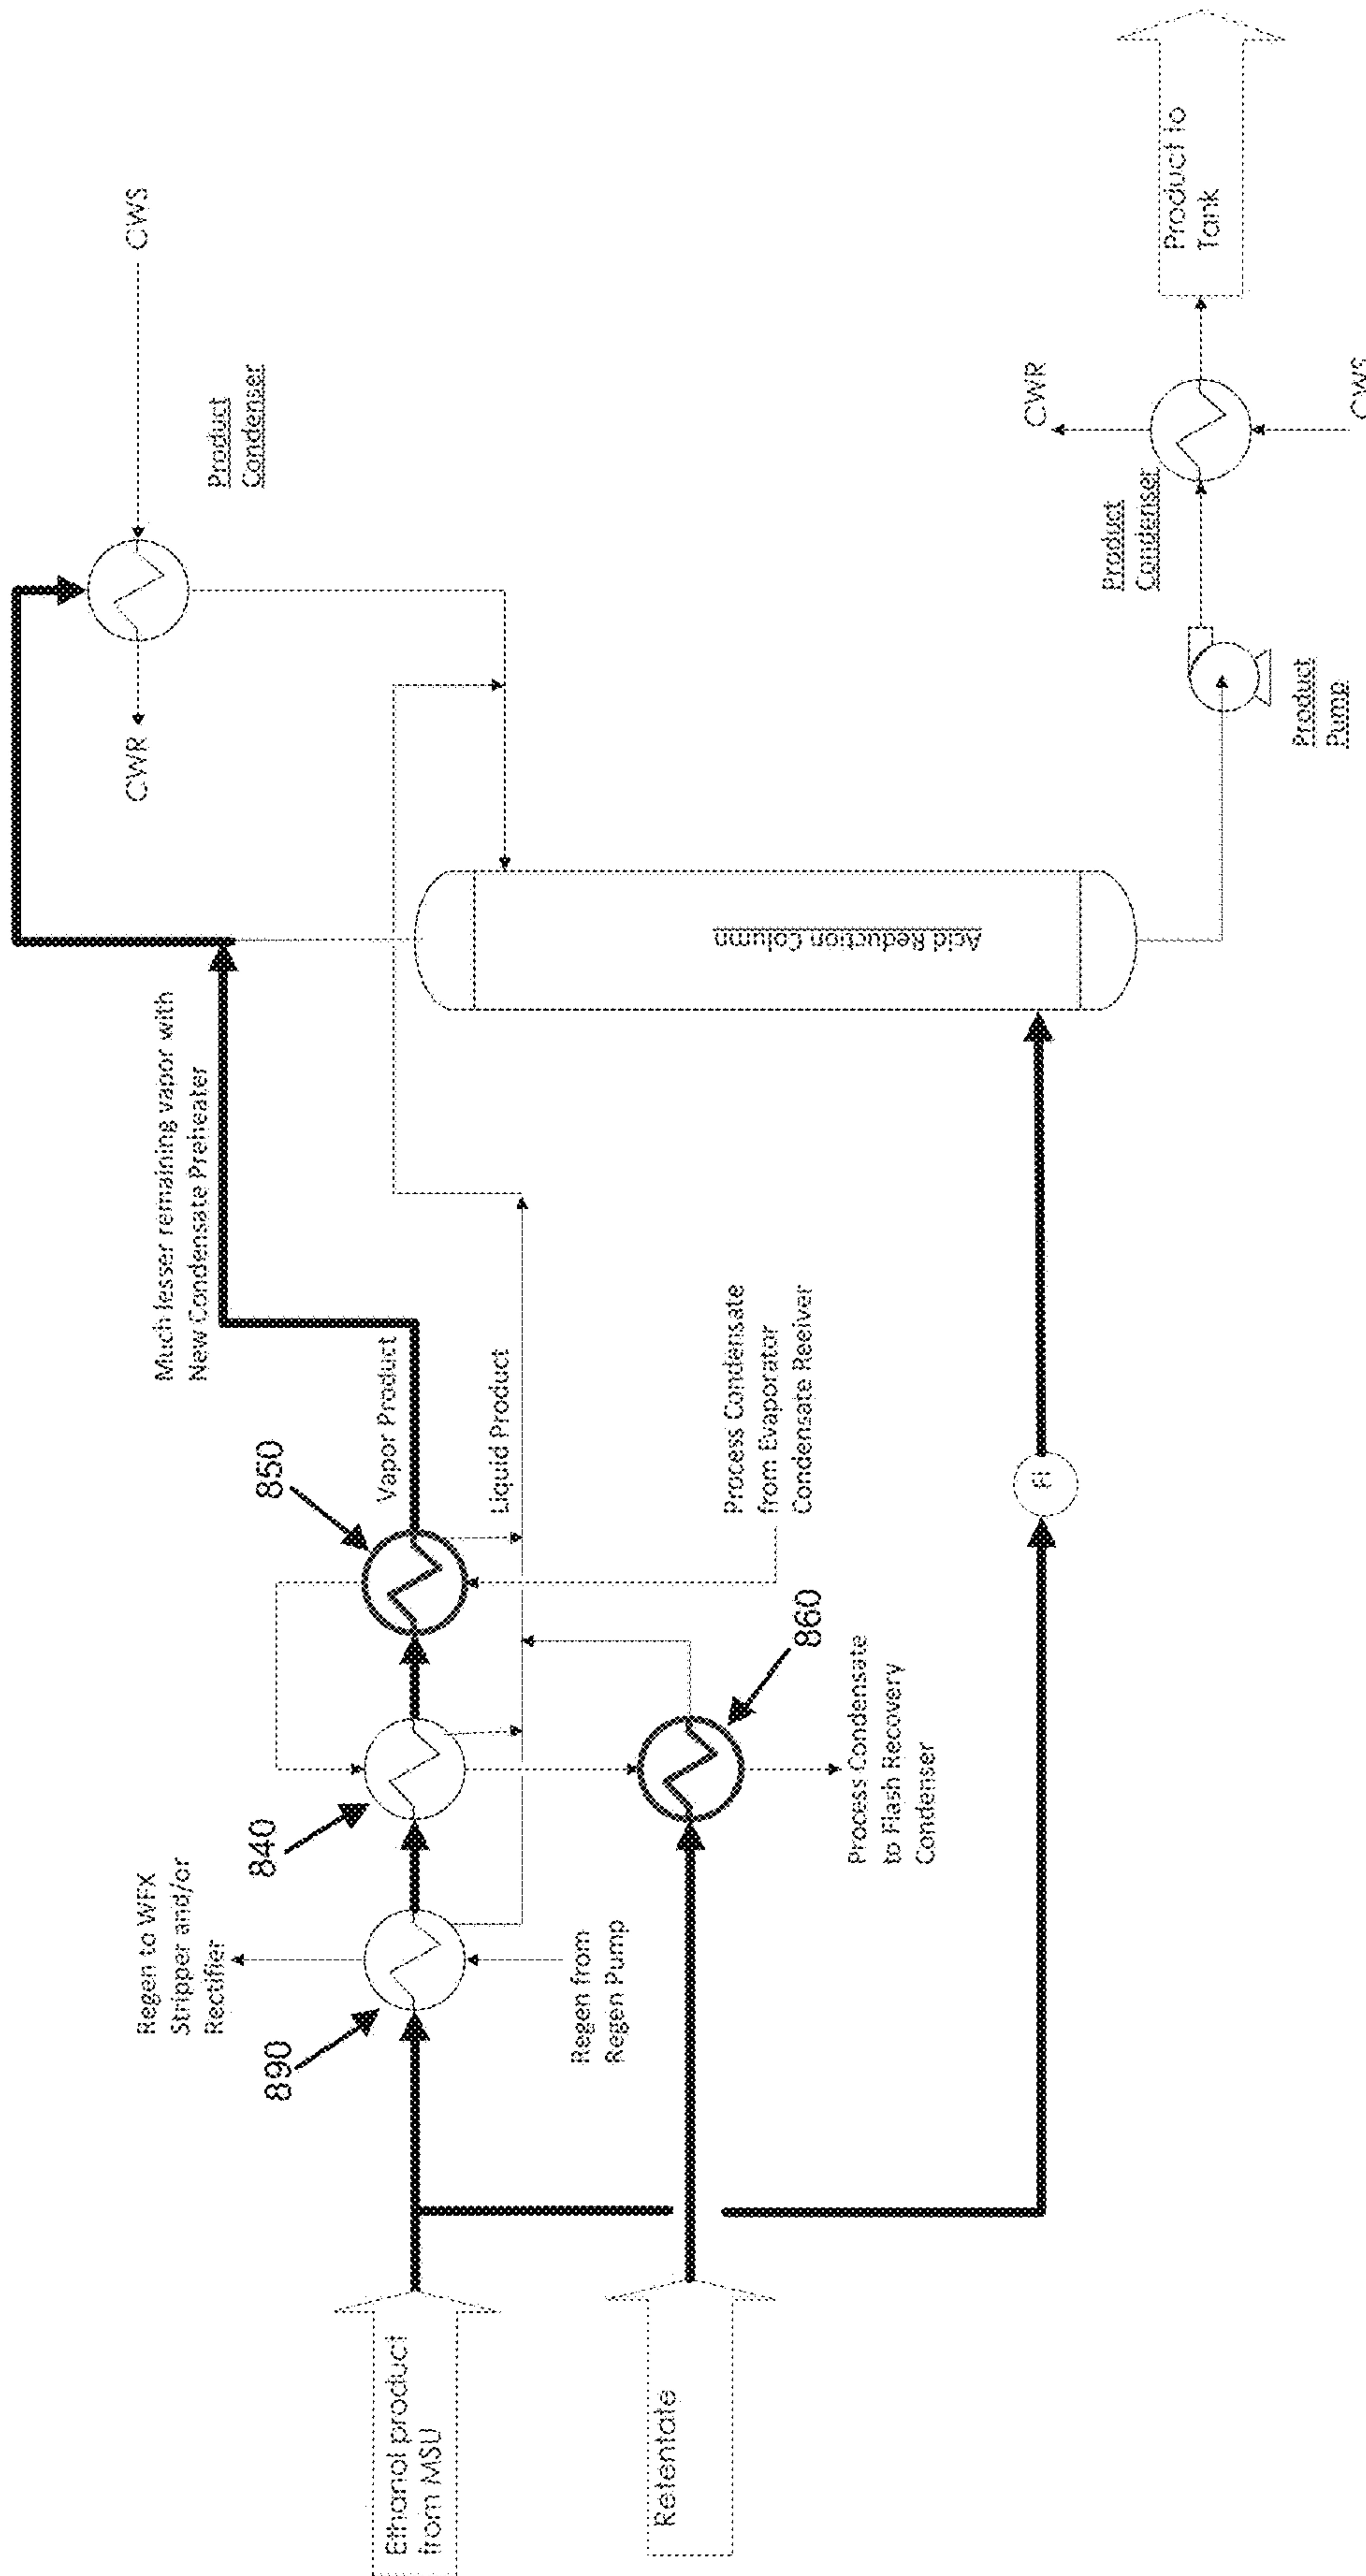 Ethanol product
from MSU
Retentate
890
Regen to WFX
Stripper and/or
Rectifier
Regen from
Regen Pump
840
850
Vapor Product
Liquid Product
Process Condensate
from Evaporator
Condensate Reeiver
860
Process Condensate
to Flash Recovery
Condenser
FI
Much lesser remaining vapor with
New Condensate Preheater
Acid Reduction Column
CWR
Product
Condenser
CWS
Product
Pump
Product
Condenser
CWR
CWS
Product to
Tank